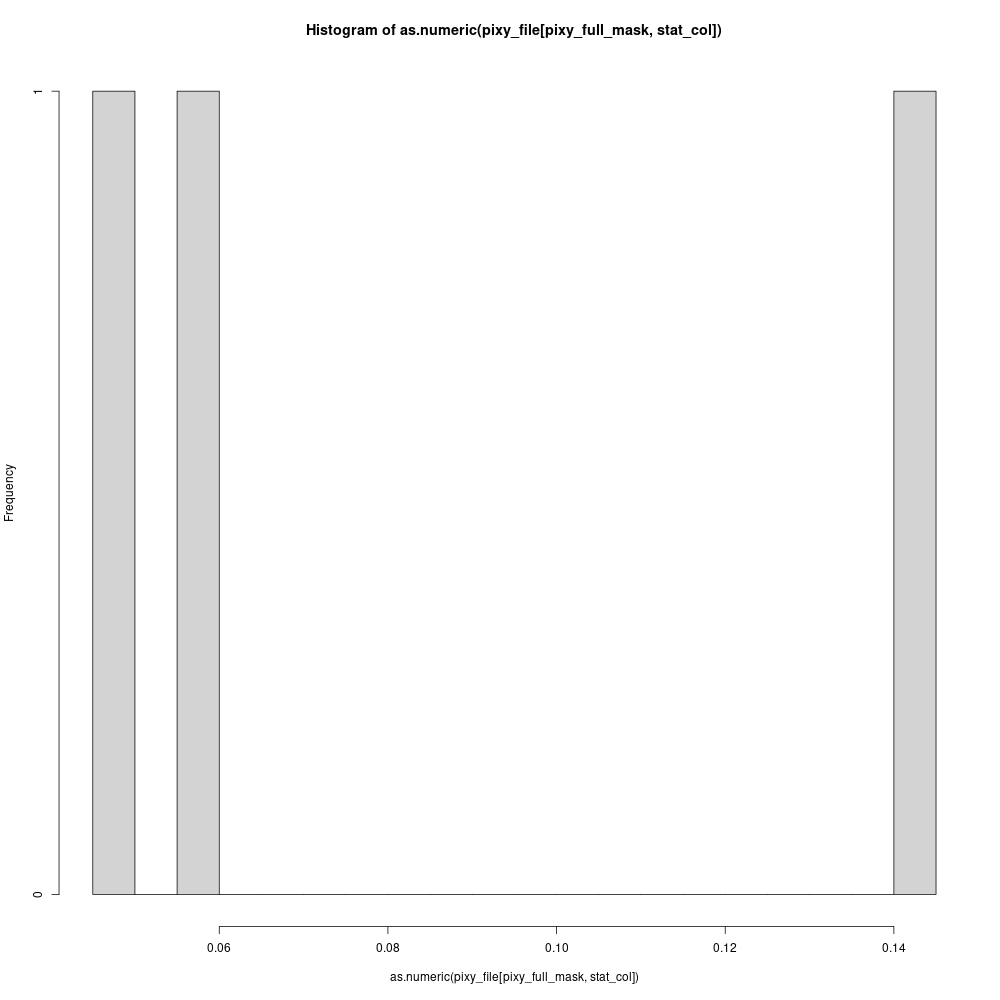 Histogram of as.numeric(pixy_file[pixy_full_mask, stat_col])
1
Frequency
0
0.06 0.08 0.10 0.12 0.14
as.numeric(pixy_file[pixy_full_mask, stat_col])